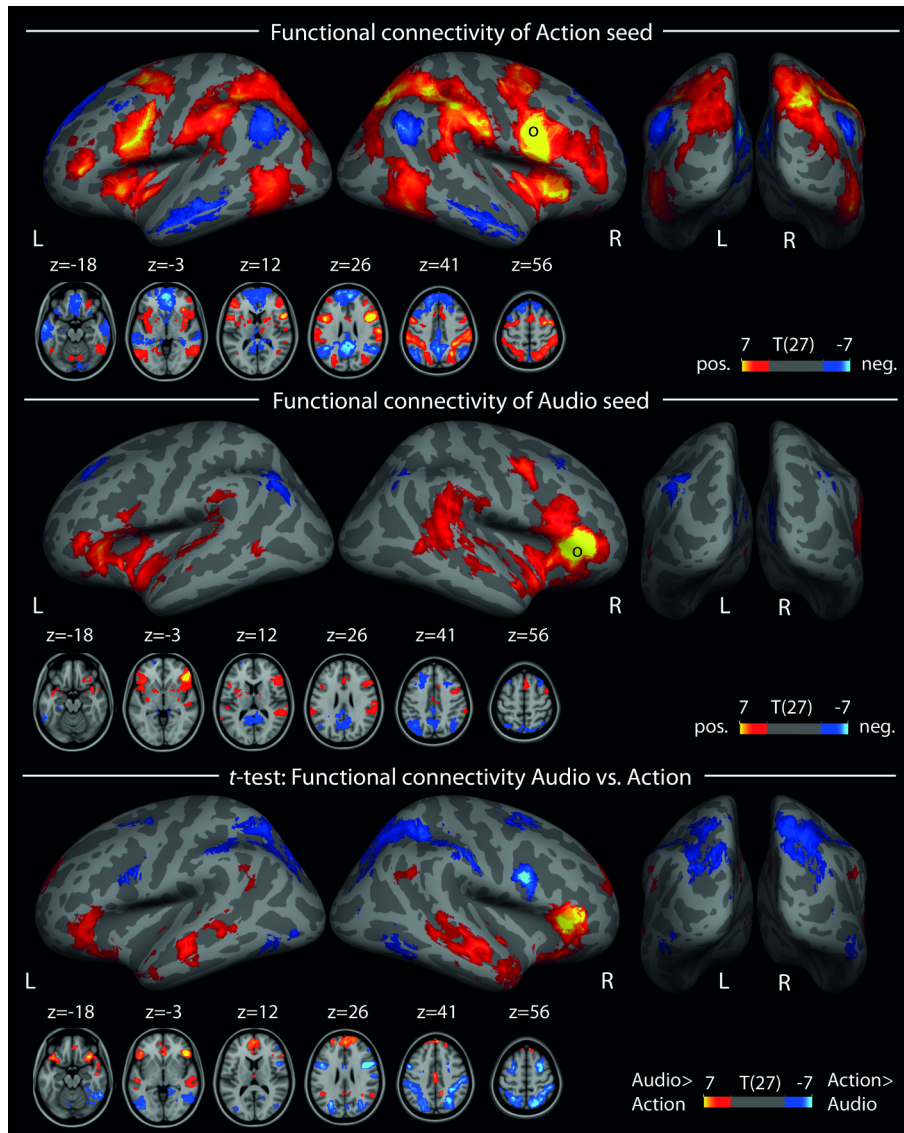 Functional connectivity of Action seed
o
L
R
L
R
z=-18 z=-3 z=12 z=26 z=41 z=56
7 T(27) -7
pos. neg.
Functional connectivity of Audio seed
o
L
R
L
R
z=-18 z=-3 z=12 z=26 z=41 z=56
7 T(27) -7
pos. neg.
t-test: Functional connectivity Audio vs. Action
L
R
L
R
z=-18 z=-3 z=12 z=26 z=41 z=56
Audio> 7 T(27) -7 Action>
Action Audio